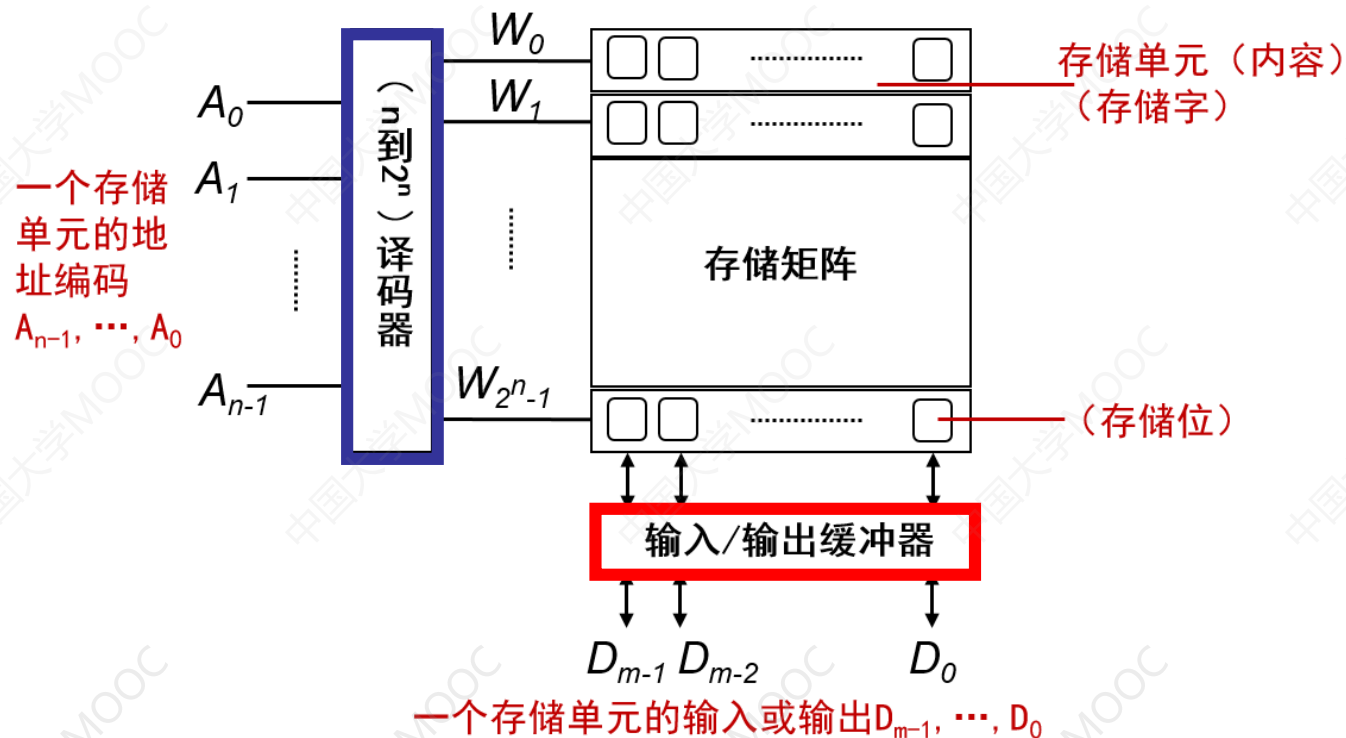 W0
存储单元（内容）
（存储字）
A0
W1
A1
一个存储
单元的地
址编码
An-1, …, A0
（n到2^n）译码器
存储矩阵
An-1
W2^n-1
（存储位）
输入/输出缓冲器
Dm-1 Dm-2 D0
一个存储单元的输入或输出Dm-1, …, D0
中国大学MOOC